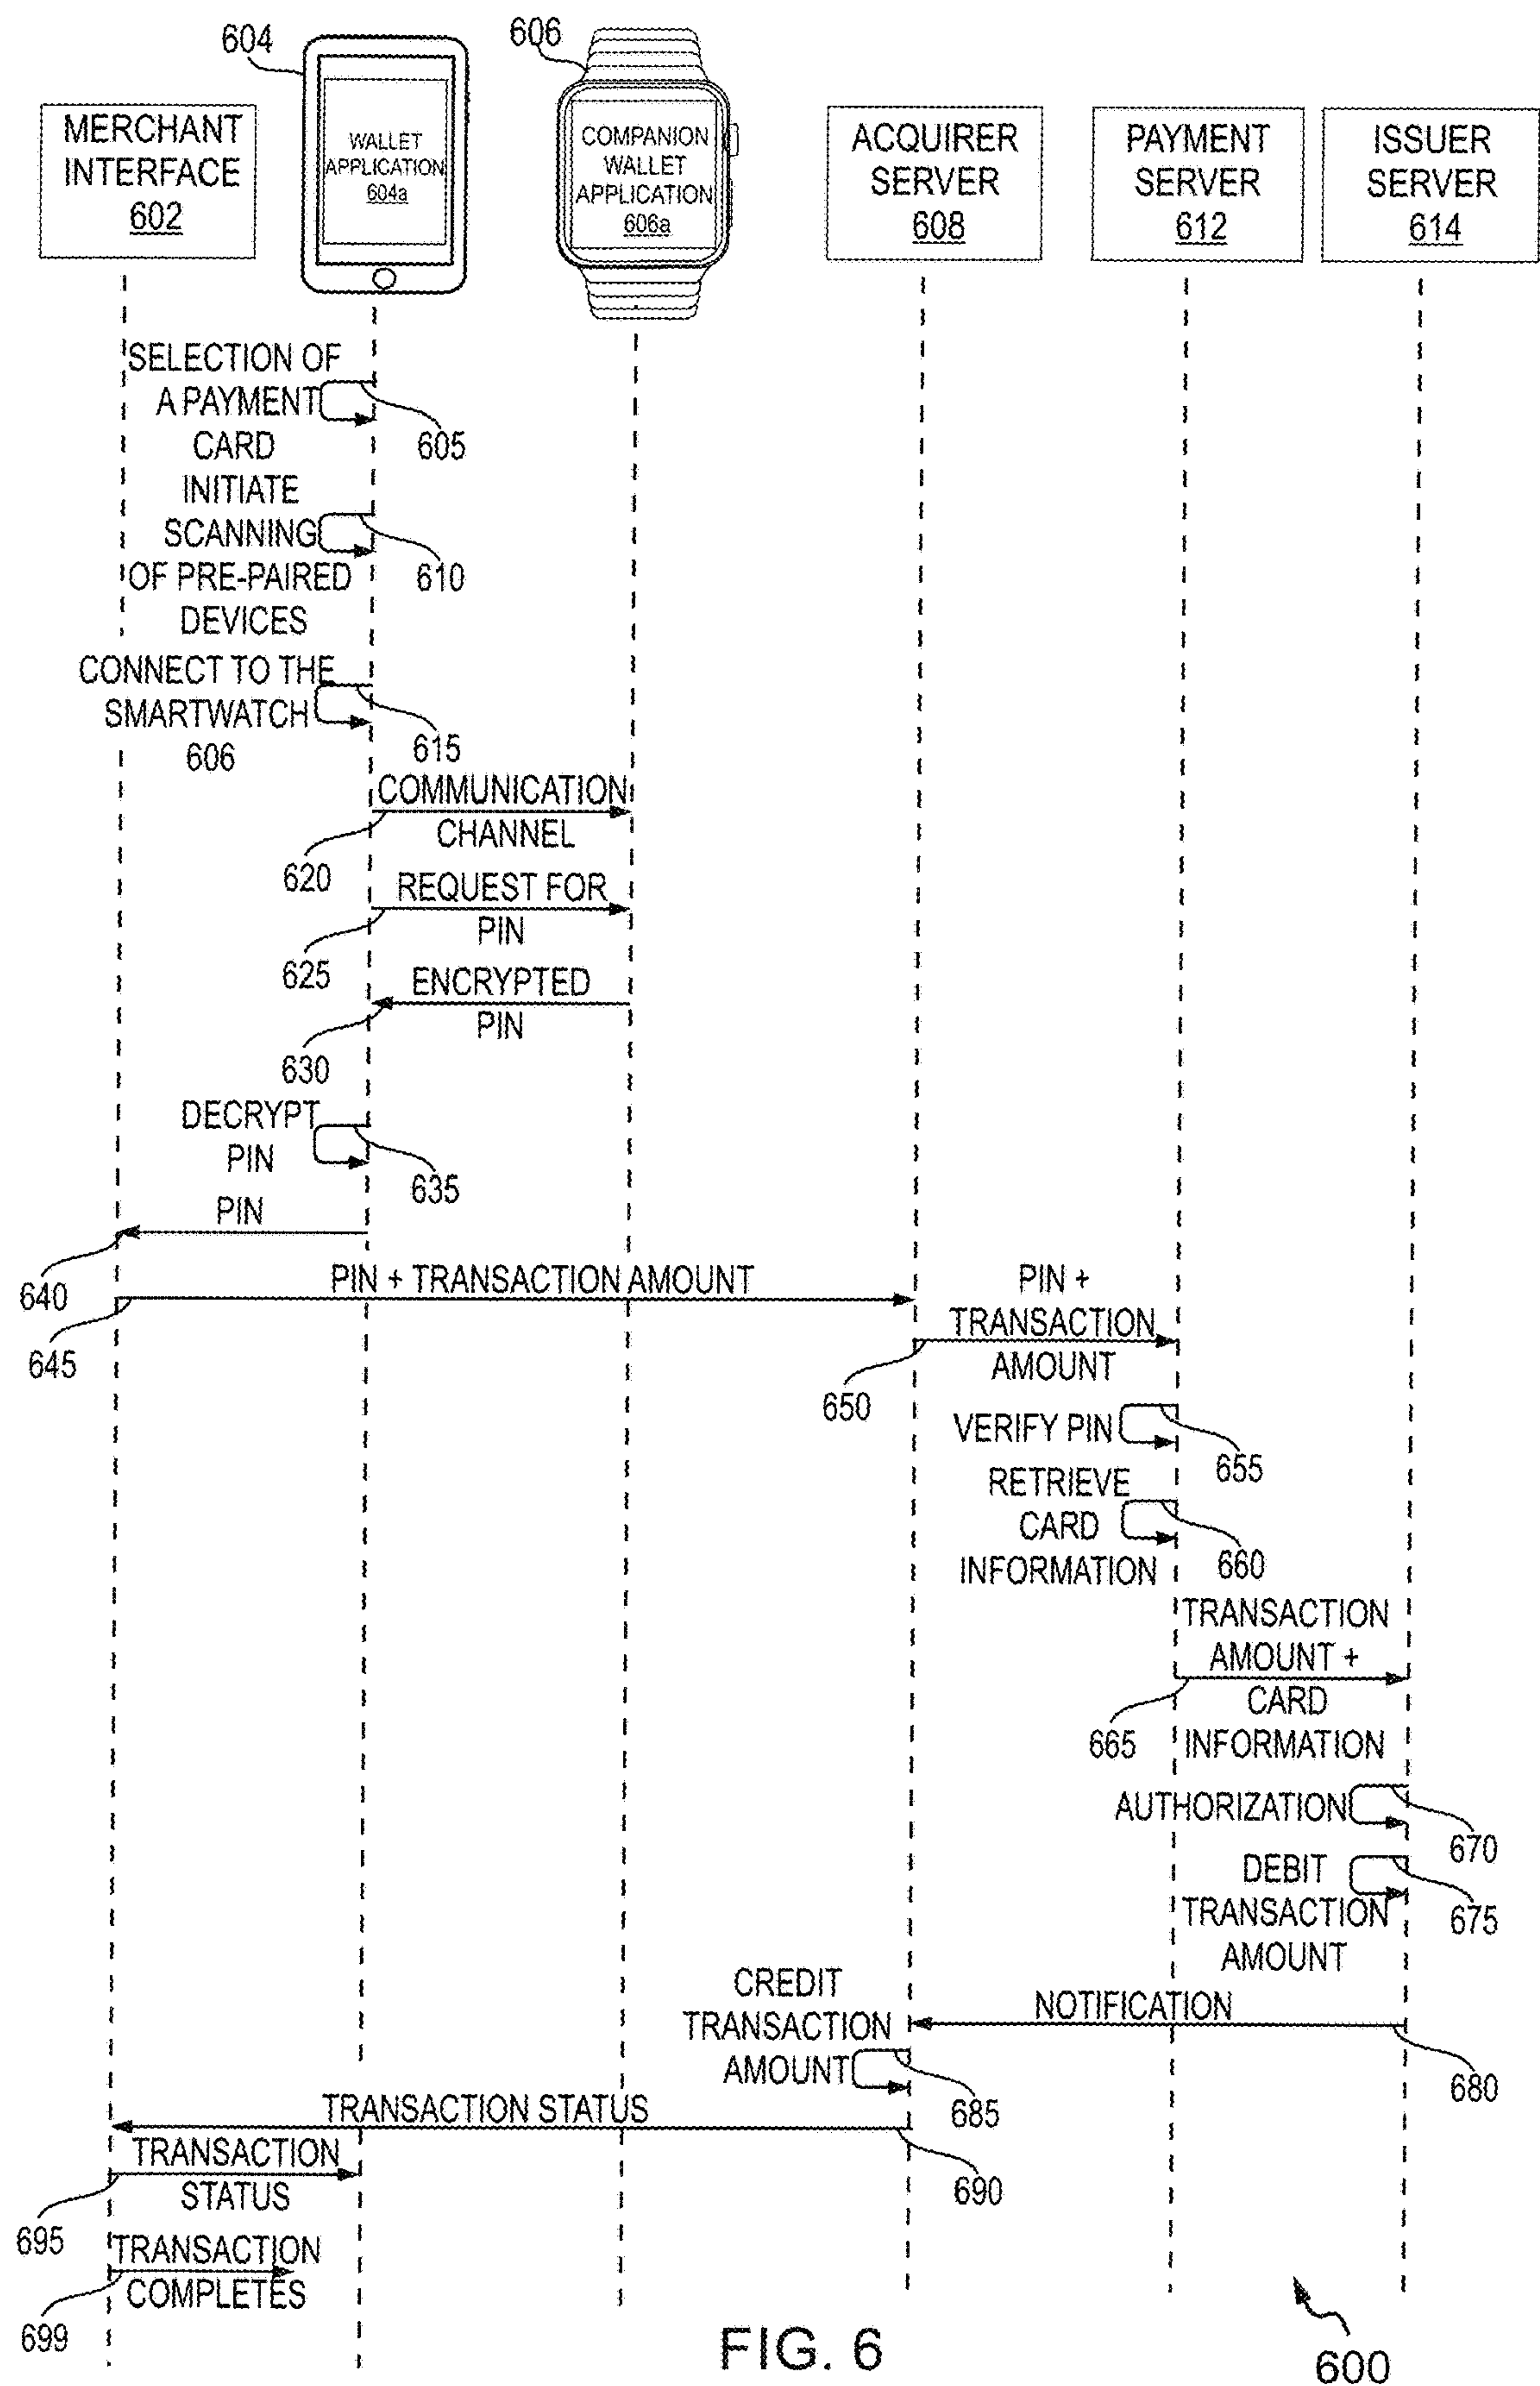 604
606
MERCHANT
INTERFACE
602
WALLET
APPLICATION
604a
COMPANION
WALLET
APPLICATION
606a
ACQUIRER
SERVER
608
PAYMENT
SERVER
612
ISSUER
SERVER
614
SELECTION OF
A PAYMENT
CARD
605
INITIATE
SCANNING
OF PRE-PAIRED
DEVICES
610
CONNECT TO THE
SMARTWATCH
606
615
COMMUNICATION
CHANNEL
620
REQUEST FOR
PIN
625
ENCRYPTED
PIN
630
DECRYPT
PIN
635
PIN
640
PIN + TRANSACTION AMOUNT
645
PIN +
TRANSACTION
AMOUNT
650
VERIFY PIN
655
RETRIEVE
CARD
INFORMATION
660
TRANSACTION
AMOUNT +
CARD
INFORMATION
665
AUTHORIZATION
670
DEBIT
TRANSACTION
AMOUNT
675
NOTIFICATION
680
CREDIT
TRANSACTION
AMOUNT
685
TRANSACTION STATUS
690
TRANSACTION
STATUS
695
TRANSACTION
COMPLETES
699
FIG. 6
600